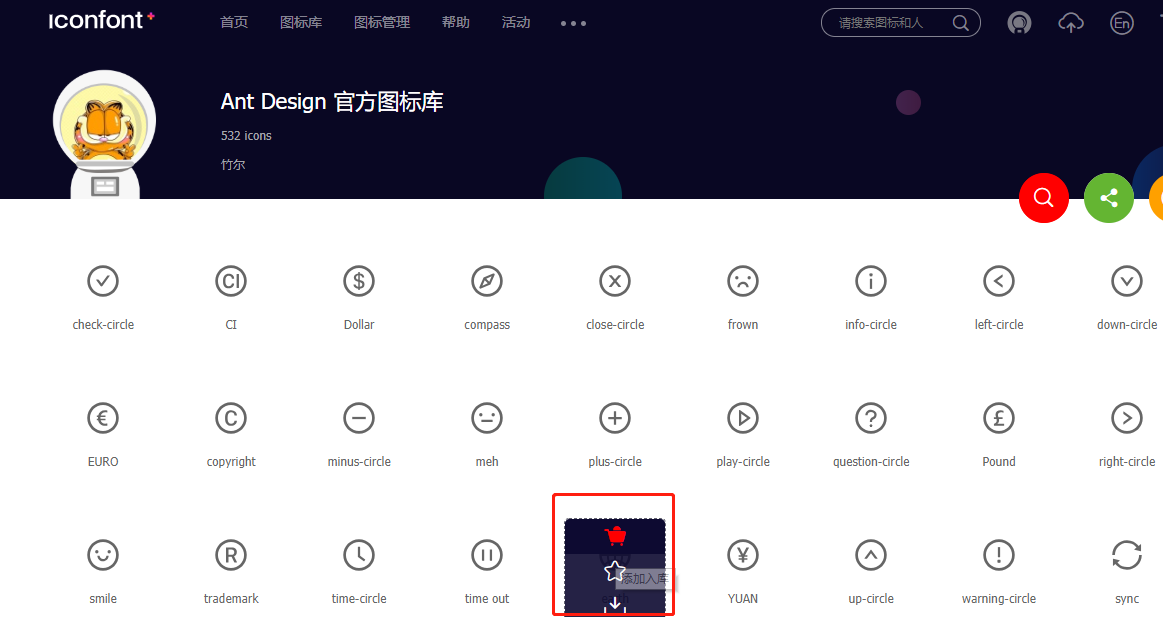 iconfont+
首页 图标库 图标管理 帮助 活动 •••
请搜索图标和人
En
Ant Design 官方图标库
532 icons
竹尔
check-circle CI Dollar compass close-circle frown info-circle left-circle down-circle
EURO copyright minus-circle meh plus-circle play-circle question-circle Pound right-circle
添加入库
smile trademark time-circle time out earth YUAN up-circle warning-circle sync